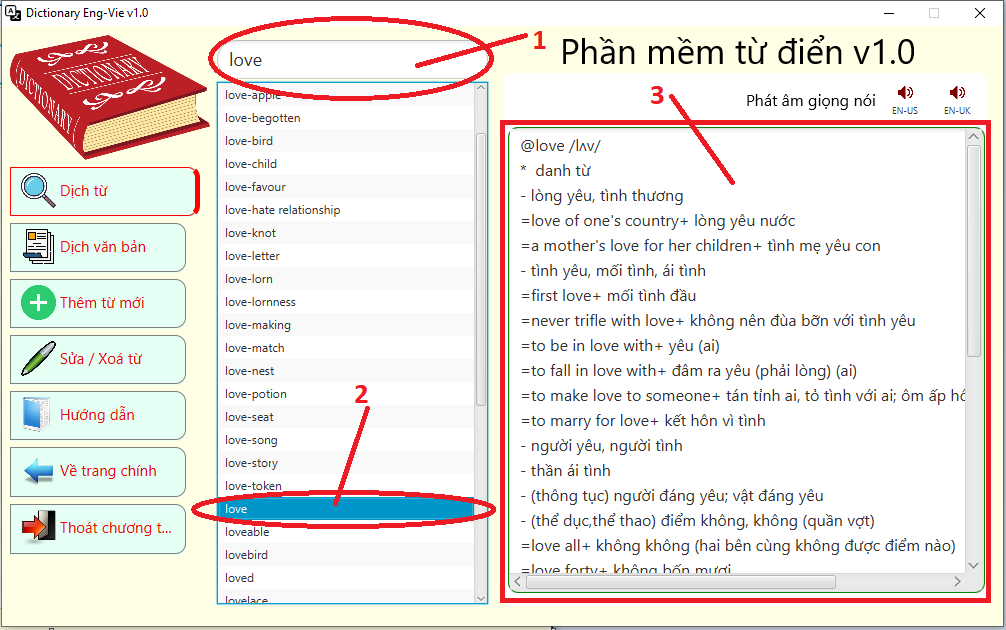 Dictionary Eng-Vie v1.0
DICTIONARY
DICTIONARY
Dịch từ
Dịch văn bản
Thêm từ mới
Sửa / Xoá từ
Hướng dẫn
Về trang chính
Thoát chương t...
love
1
love-apple
love-begotten
love-bird
love-child
love-favour
love-hate relationship
love-knot
love-letter
love-lorn
love-lornness
love-making
love-match
love-nest
love-potion
love-seat
love-song
love-story
love-token
love
loveable
lovebird
loved
lovelace
2
Phần mềm từ điển v1.0
Phát âm giọng nói
EN-US
EN-UK
3
@love /lʌv/
* danh từ
- lòng yêu, tình thương
=love of one's country+ lòng yêu nước
=a mother's love for her children+ tình mẹ yêu con
- tình yêu, mối tình, ái tình
=first love+ mối tình đầu
=never trifle with love+ không nên đùa bỡn với tình yêu
=to be in love with+ yêu (ai)
=to fall in love with+ đâm ra yêu (phải lòng) (ai)
=to make love to someone+ tán tỉnh ai, tỏ tình với ai; ôm ấp
=to marry for love+ kết hôn vì tình
- người yêu, người tình
- thần ái tình
- (thông tục) người đáng yêu; vật đáng yêu
- (thể dục,thể thao) điểm không, không (quần vợt)
=love all+ không không (hai bên cùng không được điểm nào)
=love forty+ không bốn mươi